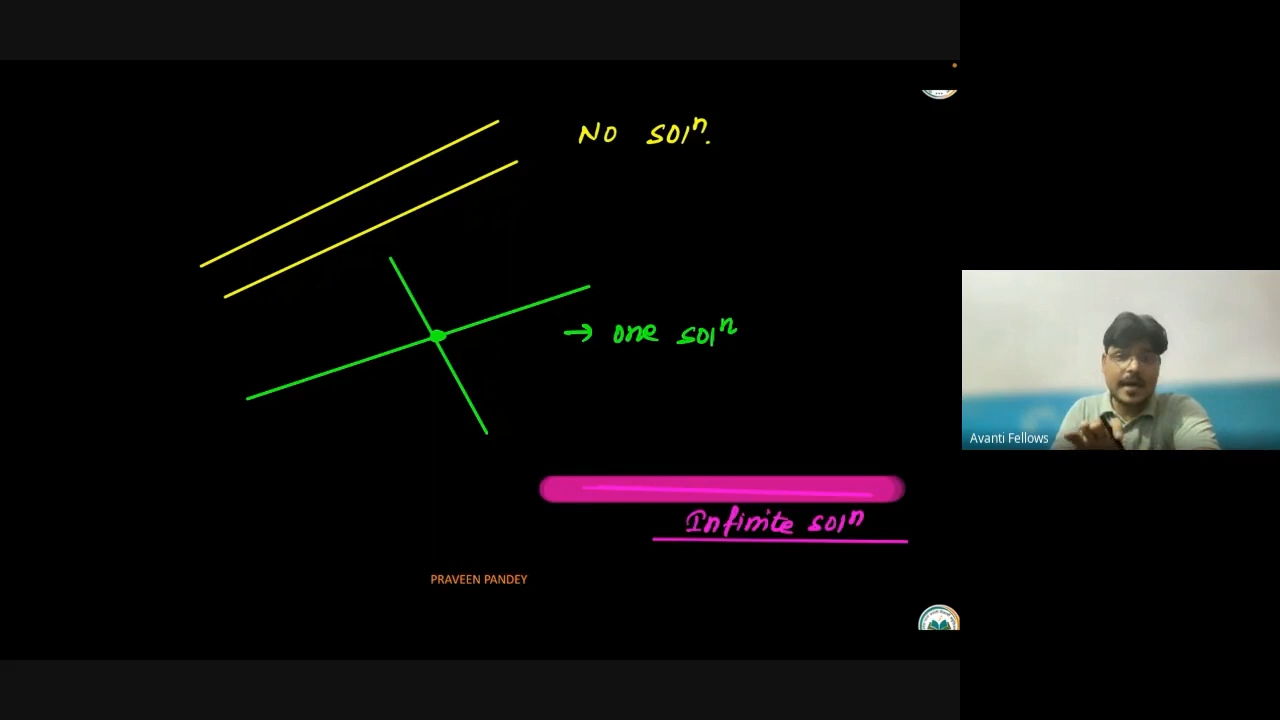 No solⁿ.
→ one solⁿ
Infinite solⁿ
PRAVEEN PANDEY
Avanti Fellows